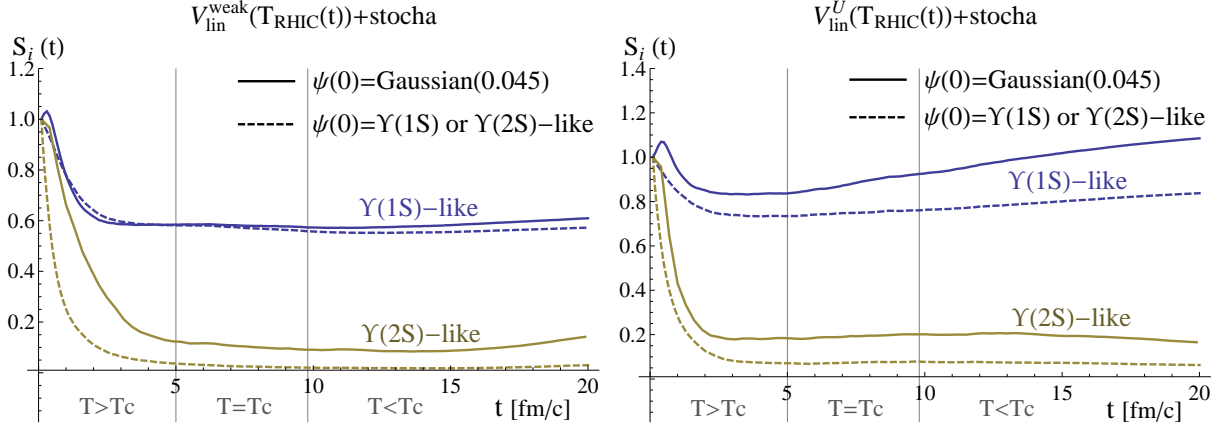 V_lin^weak(T_RHIC(t))+stocha
S_i (t)
1.2
1.0
0.8
0.6
0.4
0.2
ψ(0)=Gaussian(0.045)
ψ(0)=ϒ(1S) or ϒ(2S)−like
ϒ(1S)−like
ϒ(2S)−like
5 10 15 20
T>Tc T=Tc T<Tc t [fm/c]
V_lin^U(T_RHIC(t))+stocha
S_i (t)
1.4
1.2
1.0
0.8
0.6
0.4
0.2
ψ(0)=Gaussian(0.045)
ψ(0)=ϒ(1S) or ϒ(2S)−like
ϒ(1S)−like
ϒ(2S)−like
5 10 15 20
T>Tc T=Tc T<Tc t [fm/c]